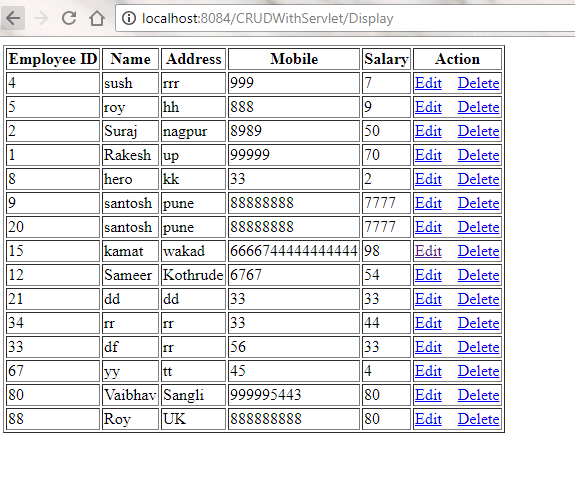 localhost:8084/CRUDWithServlet/Display
Employee ID Name Address Mobile Salary Action
4 sush rrr 999 7 Edit Delete
5 roy hh 888 9 Edit Delete
2 Suraj nagpur 8989 50 Edit Delete
1 Rakesh up 99999 70 Edit Delete
8 hero kk 33 2 Edit Delete
9 santosh pune 88888888 7777 Edit Delete
20 santosh pune 88888888 7777 Edit Delete
15 kamat wakad 6666744444444444 98 Edit Delete
12 Sameer Kothrude 6767 54 Edit Delete
21 dd dd 33 33 Edit Delete
34 rr rr 33 44 Edit Delete
33 df rr 56 33 Edit Delete
67 yy tt 45 4 Edit Delete
80 Vaibhav Sangli 999995443 80 Edit Delete
88 Roy UK 888888888 80 Edit Delete